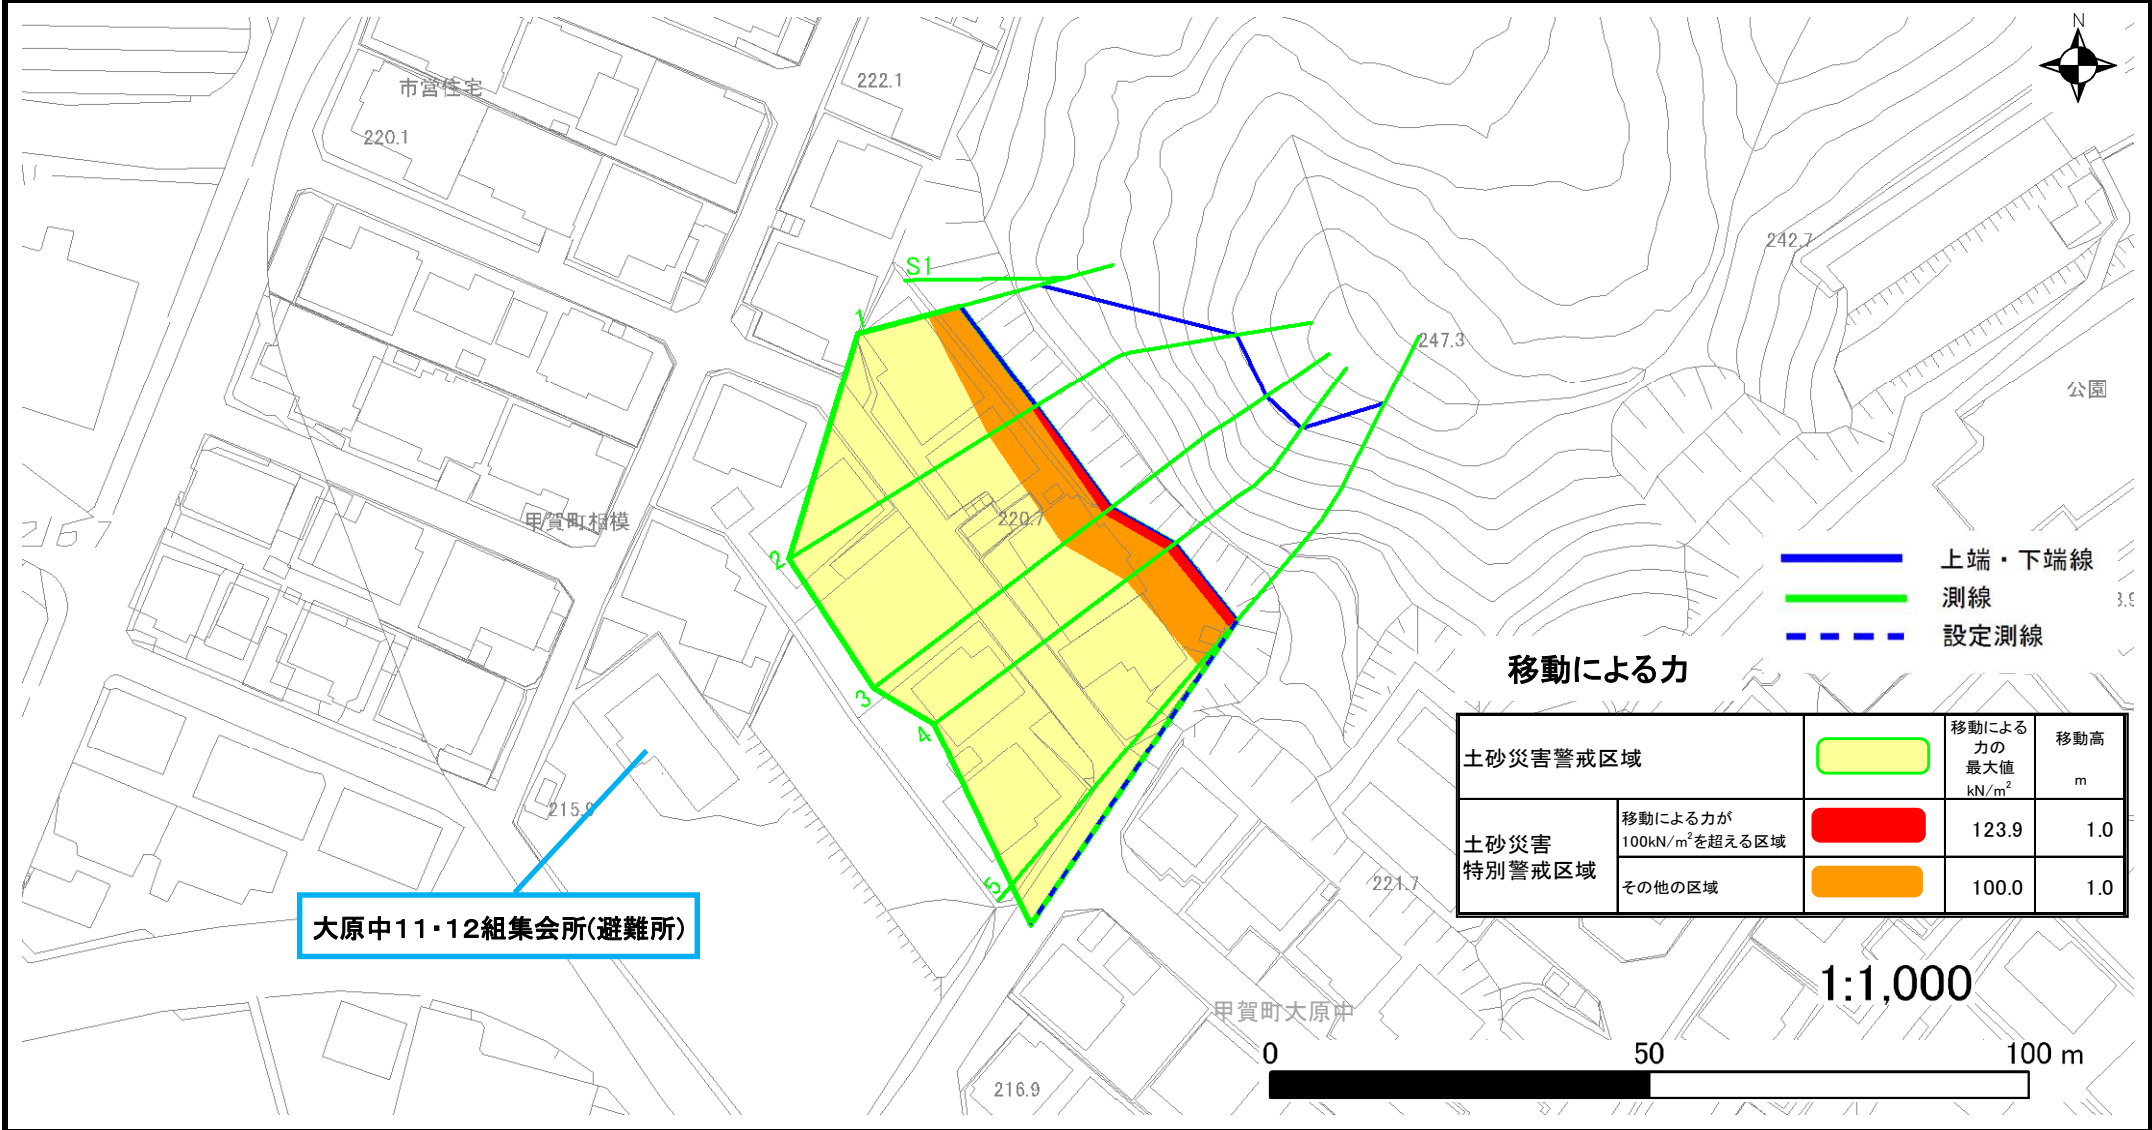 N
市営住宅
222.1
220.1
242.7
S1
1
247.3
公園
甲賀町相模
220.7
2
3
4
5
上端・下端線
測線
設定測線
移動による力
土砂災害警戒区域
移動による
力の
最大値
kN/m²
移動高
m
土砂災害
特別警戒区域
移動による力が
100kN/m²を超える区域
123.9
1.0
その他の区域
100.0
1.0
215.9
221.7
大原中11・12組集会所(避難所)
1:1,000
甲賀町大原中
0
50
100 m
216.9